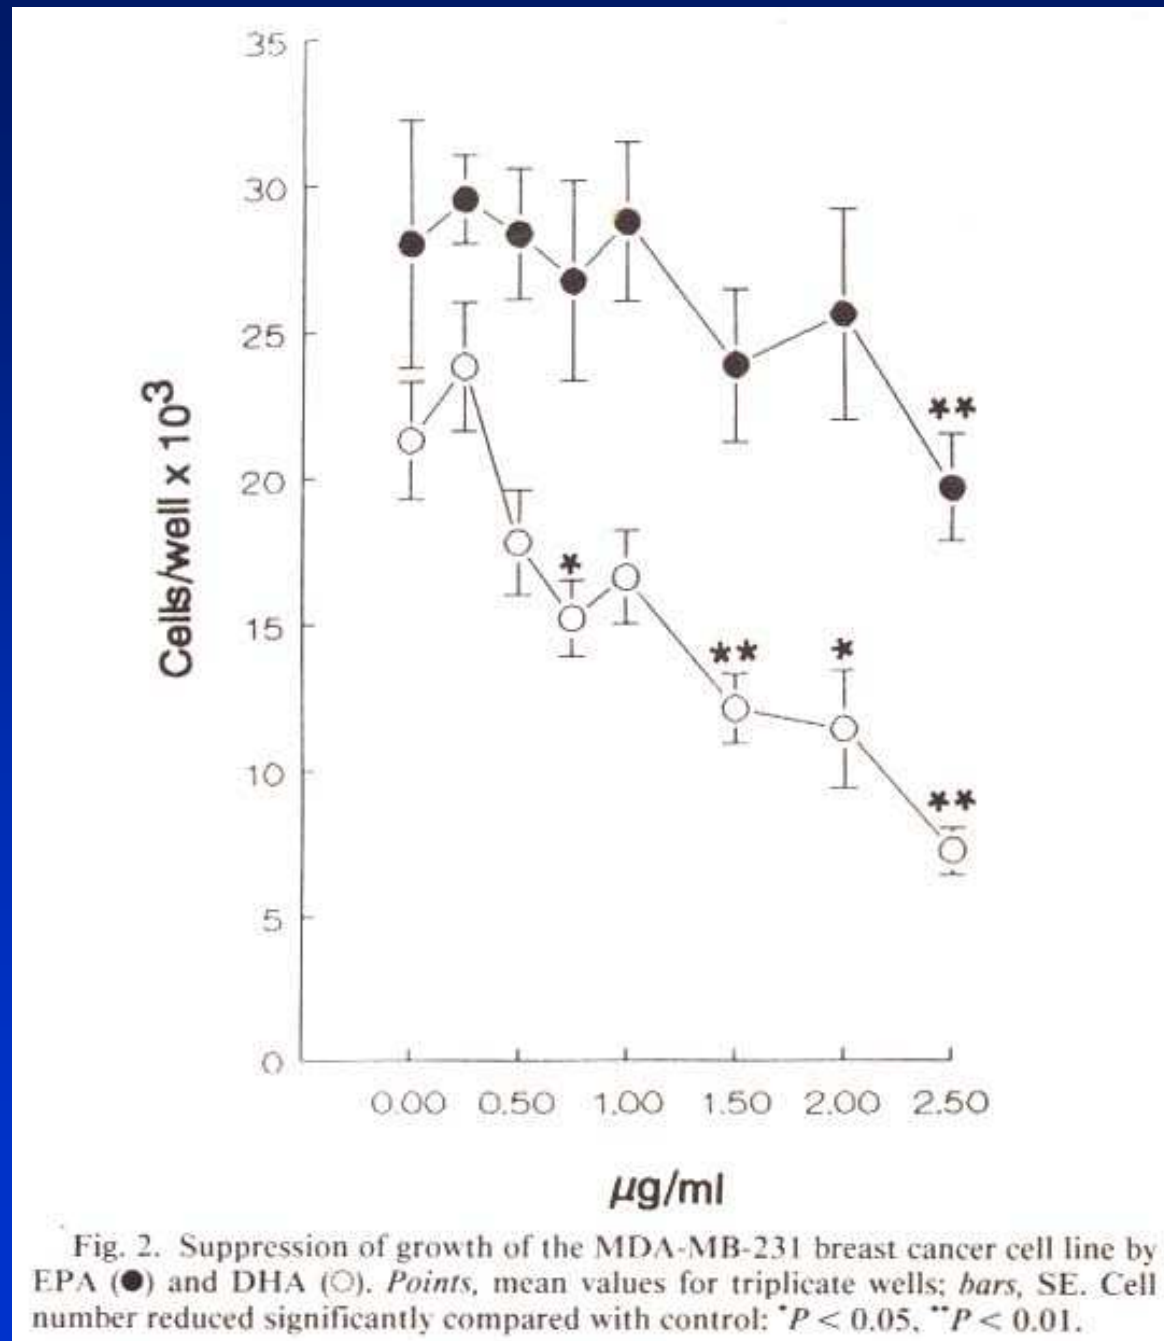 35
30
25
20
15
10
5
0
Cells/well x 10³
**
*
**
*
**
0.00 0.50 1.00 1.50 2.00 2.50
µg/ml
Fig. 2. Suppression of growth of the MDA-MB-231 breast cancer cell line by
EPA (●) and DHA (○). Points, mean values for triplicate wells; bars, SE. Cell
number reduced significantly compared with control: *P < 0.05, **P < 0.01.